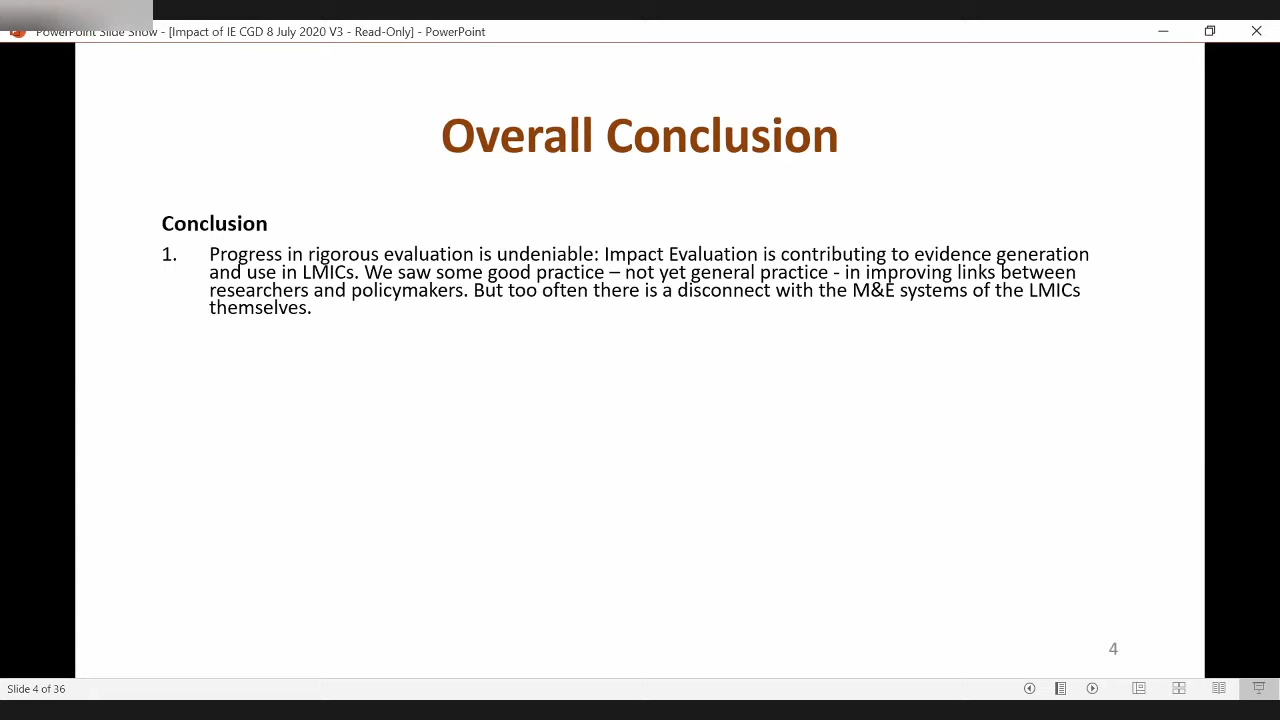 PowerPoint Slide Show - [Impact of IE CGD 8 July 2020 V3 - Read-Only] - PowerPoint
Overall Conclusion
Conclusion
1. Progress in rigorous evaluation is undeniable: Impact Evaluation is contributing to evidence generation
and use in LMICs. We saw some good practice – not yet general practice - in improving links between
researchers and policymakers. But too often there is a disconnect with the M&E systems of the LMICs
themselves.
4
Slide 4 of 36